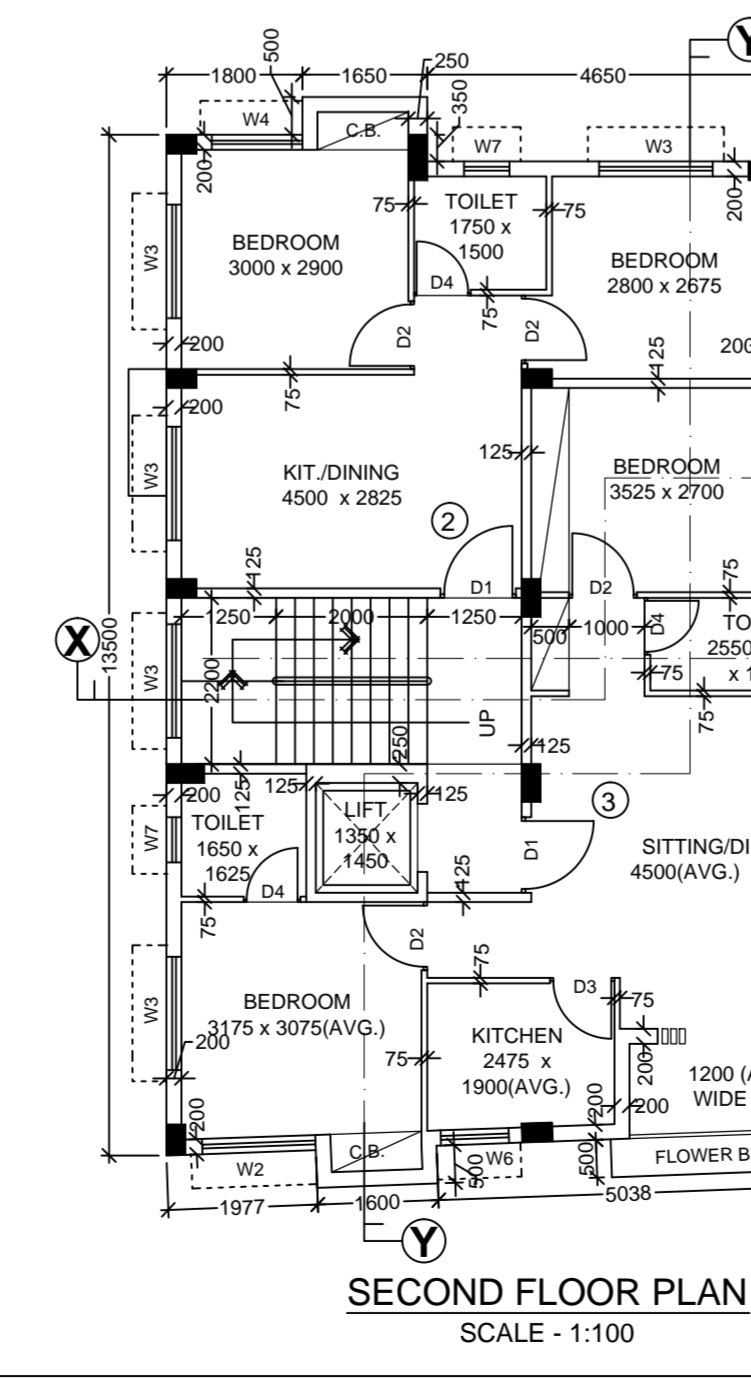 Y
500
250
1800
1650
4650
W4
C.B.
350
W7
W3
200
200
75
TOILET
1750 x
1500
75
BEDROOM
3000 x 2900
BEDROOM
2800 x 2675
W3
D4
75
D2
D2
200
125
200
75
BEDROOM
3525 x 2700
KIT./DINING
4500 x 2825
125
W3
2
125
D1
D2
75
1250
2000
1250
500
1000
D4
TO
2550
x 1
X
13500
W3
2200
75
75
UP
250
125
200
125
125
125
3
W7
TOILET
1650 x
1625
LIFT
1350 x
1450
D1
SITTING/DI
4500(AVG.)
D4
125
75
D2
75
D3
W3
BEDROOM
3175 x 3075(AVG.)
75
200
KITCHEN
2475 x
1900(AVG.)
75
200
1200 (A
WIDE
200
200
200
C.B.
W2
500
W6
500
FLOWER B
1977
1600
5038
Y
SECOND FLOOR PLAN
SCALE - 1:100